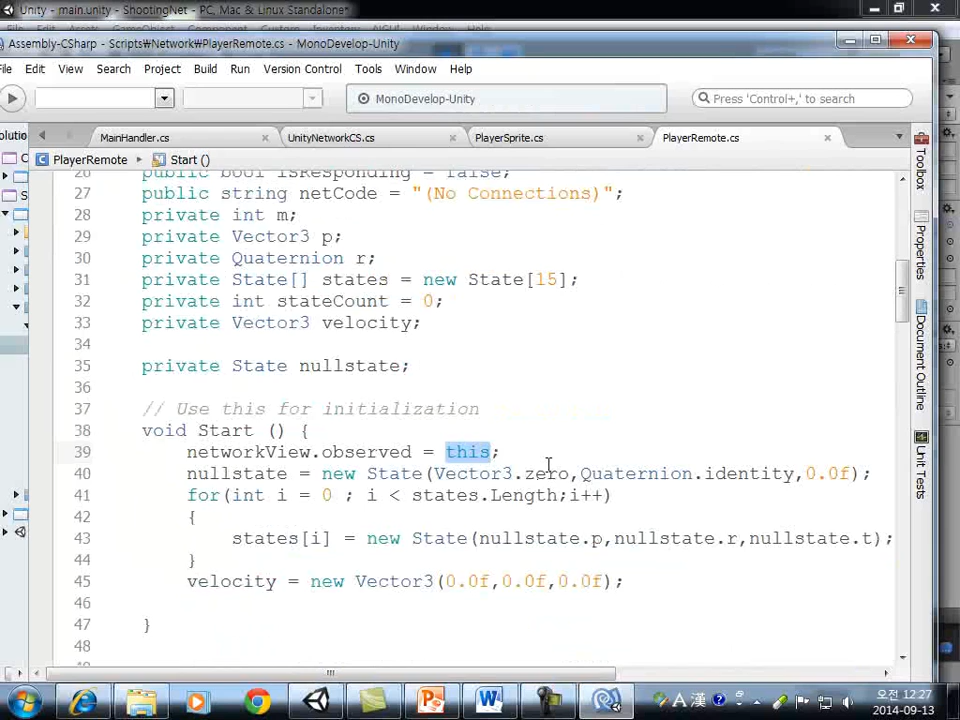 Unity - main.unity - ShootingNet - PC, Mac & Linux Standalone*
Assembly-CSharp - Scripts₩Network₩PlayerRemote.cs - MonoDevelop-Unity
File Edit View Search Project Build Run Version Control Tools Window Help
MonoDevelop-Unity
Press 'Control+,' to search
MainHandler.cs
UnityNetworkCS.cs
PlayerSprite.cs
PlayerRemote.cs
PlayerRemote
Start ()
26 public bool isResponding = false;
27 public string netCode = "(No Connections)";
28 private int m;
29 private Vector3 p;
30 private Quaternion r;
31 private State[] states = new State[15];
32 private int stateCount = 0;
33 private Vector3 velocity;
34
35 private State nullstate;
36
37 // Use this for initialization
38 void Start () {
39 networkView.observed = this;
40 nullstate = new State(Vector3.zero,Quaternion.identity,0.0f);
41 for(int i = 0 ; i < states.Length;i++)
42 {
43 states[i] = new State(nullstate.p,nullstate.r,nullstate.t);
44 }
45 velocity = new Vector3(0.0f,0.0f,0.0f);
46
47 }
48
Toolbox
Properties
Document Outline
Unit Tests
A 漢
오전 12:27
2014-09-13